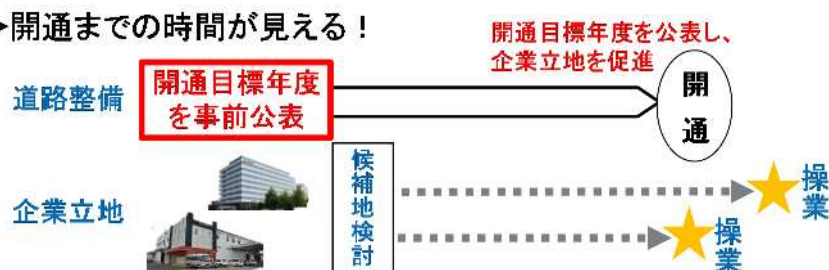 開通までの時間が見える！
開通目標年度を公表し、
企業立地を促進
道路整備
開通目標年度
を事前公表
開通
企業立地
候補地検討
操業
操業